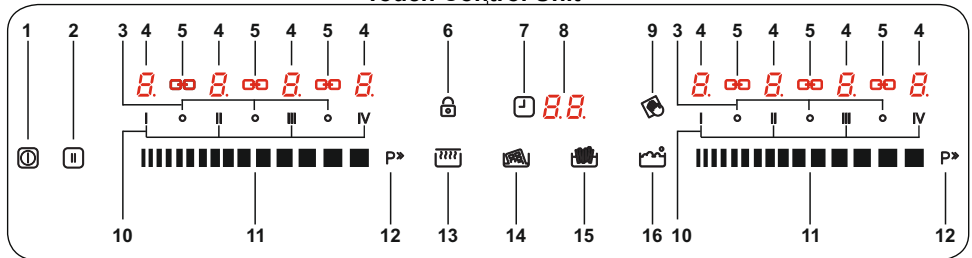 Touch Control Unit
1 2 3 4 5 4 5 4 5 4 6 7 8 9 3 4 5 4 5 4 5 4
8. 8. 8. 8. 8.8. 8. 8. 8. 8.
I II III IV I II III IV
II P» P»
10 11 12 13 14 15 16 10 11 12